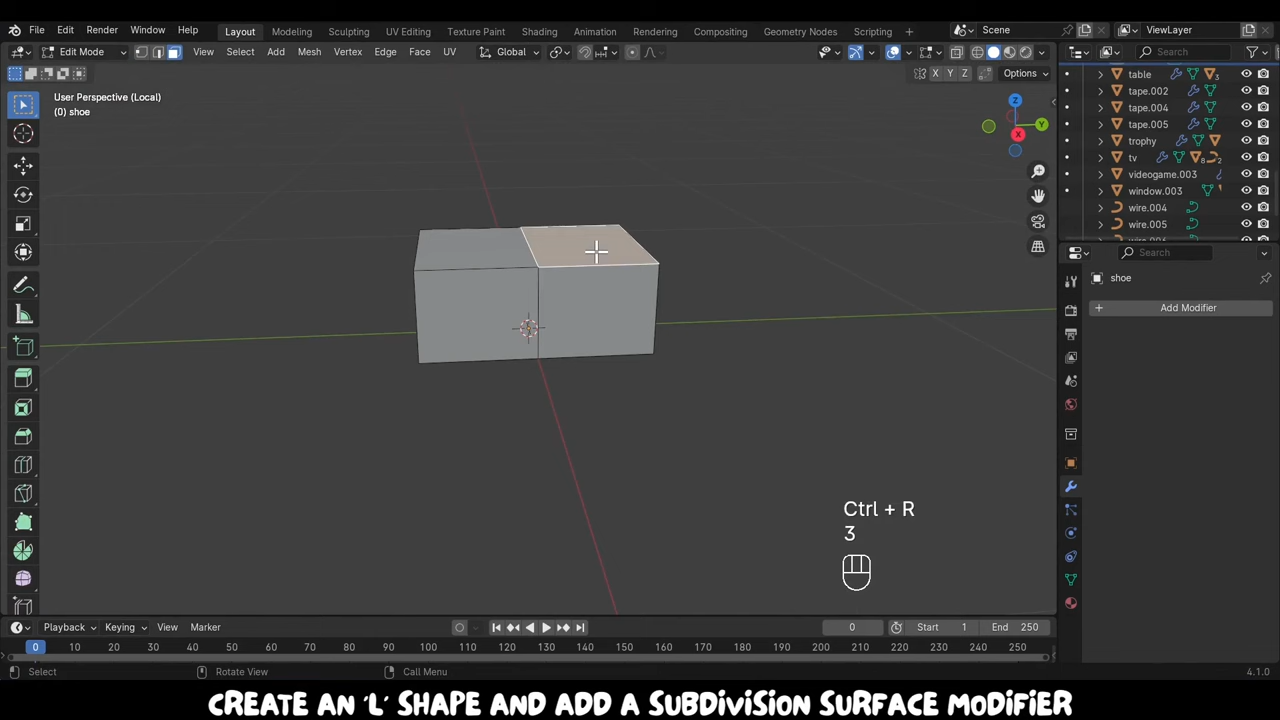 File Edit Render Window Help Layout Modeling Sculpting UV Editing Texture Paint Shading Animation Rendering Compositing Geometry Nodes Scripting + Scene ViewLayer
Edit Mode View Select Add Mesh Vertex Edge Face UV Global Search
X Y Z Options
User Perspective (Local)
(0) shoe
Z
Y
X
table 3
tape.002
tape.004
tape.005
trophy
tv 8 2
videogame.003
window.003
wire.004
wire.005
Search
shoe
+ Add Modifier
Ctrl + R
3
Playback Keying View Marker 0 Start 1 End 250
0 10 20 30 40 50 60 70 80 90 100 110 120 130 140 150 160 170 180 190 200 210 220 230 240 250
Select Rotate View Call Menu 4.1.0
CREATE AN 'L' SHAPE AND ADD A SUBDIVISION SURFACE MODIFIER